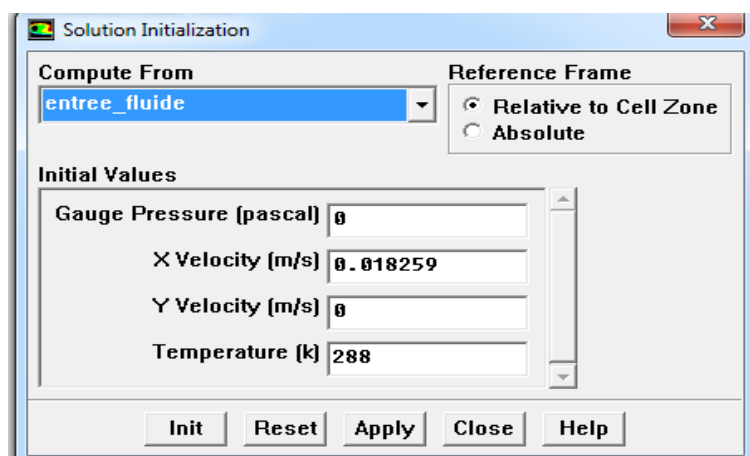 Solution Initialization
Compute From
entree_fluide
Reference Frame
Relative to Cell Zone
Absolute
Initial Values
Gauge Pressure (pascal) 0
X Velocity (m/s) 0.018259
Y Velocity (m/s) 0
Temperature (k) 288
Init Reset Apply Close Help